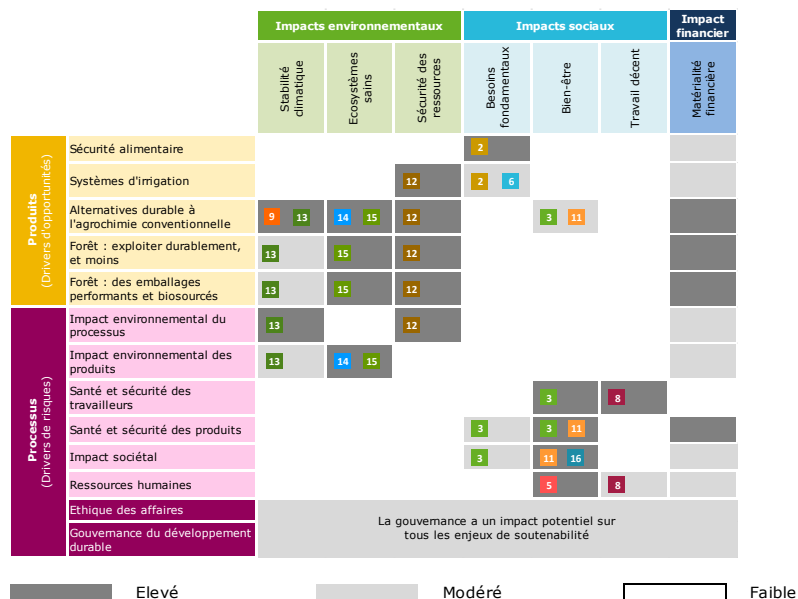 Impacts environnementaux
Impacts sociaux
Impact
financier
Stabilité
climatique
Ecosystèmes
sains
Sécurité des
ressources
Besoins
fondamentaux
Bien-être
Travail décent
Matérialité
financière
Produits
(Drivers d'opportunités)
Sécurité alimentaire
2
Systèmes d'irrigation
12
2 6
Alternatives durable à
l'agrochimie conventionnelle
9 13
14 15
12
3 11
Forêt : exploiter durablement,
et moins
13
15
12
Forêt : des emballages
performants et biosourcés
13
15
12
Processus
(Drivers de risques)
Impact environnemental du
processus
13
12
Impact environnemental des
produits
13
14 15
Santé et sécurité des
travailleurs
3
8
Santé et sécurité des produits
3
3 11
Impact sociétal
3
11 16
Ressources humaines
5
8
Ethique des affaires
Gouvernance du développement
durable
La gouvernance a un impact potentiel sur
tous les enjeux de soutenabilité
Elevé
Modéré
Faible